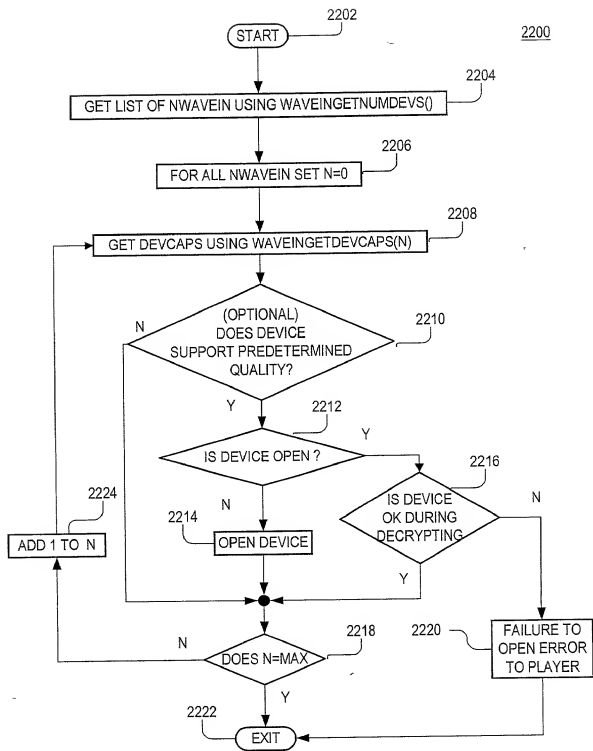 2202
START
2200
2204
GET LIST OF NWAVEIN USING WAVEINGETNUMDEVS()
2206
FOR ALL NWAVEIN SET N=0
2208
GET DEVCAPS USING WAVEINGETDEVCAPS(N)
(OPTIONAL)
DOES DEVICE
SUPPORT PREDETERMINED
QUALITY?
N
2210
Y
2212
IS DEVICE OPEN ?
Y
2216
IS DEVICE
OK DURING
DECRYPTING
N
N
2214
OPEN DEVICE
Y
2224
ADD 1 TO N
N
2218
DOES N=MAX
Y
2220
FAILURE TO
OPEN ERROR
TO PLAYER
2222
EXIT